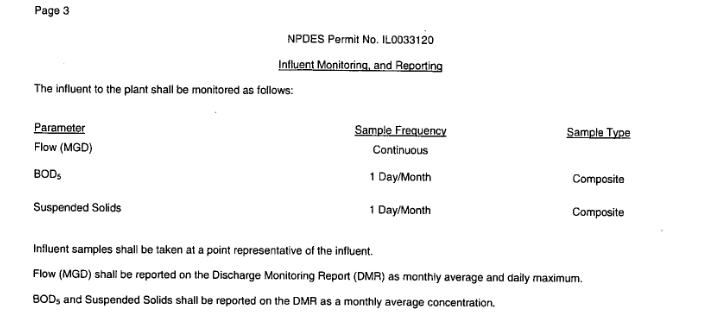 Page 3
NPDES Permit No. IL0033120
Influent Monitoring, and Reporting
The influent to the plant shall be monitored as follows:
Parameter Sample Frequency Sample Type
Flow (MGD) Continuous
BOD₅ 1 Day/Month Composite
Suspended Solids 1 Day/Month Composite
Influent samples shall be taken at a point representative of the influent.
Flow (MGD) shall be reported on the Discharge Monitoring Report (DMR) as monthly average and daily maximum.
BOD₅ and Suspended Solids shall be reported on the DMR as a monthly average concentration.